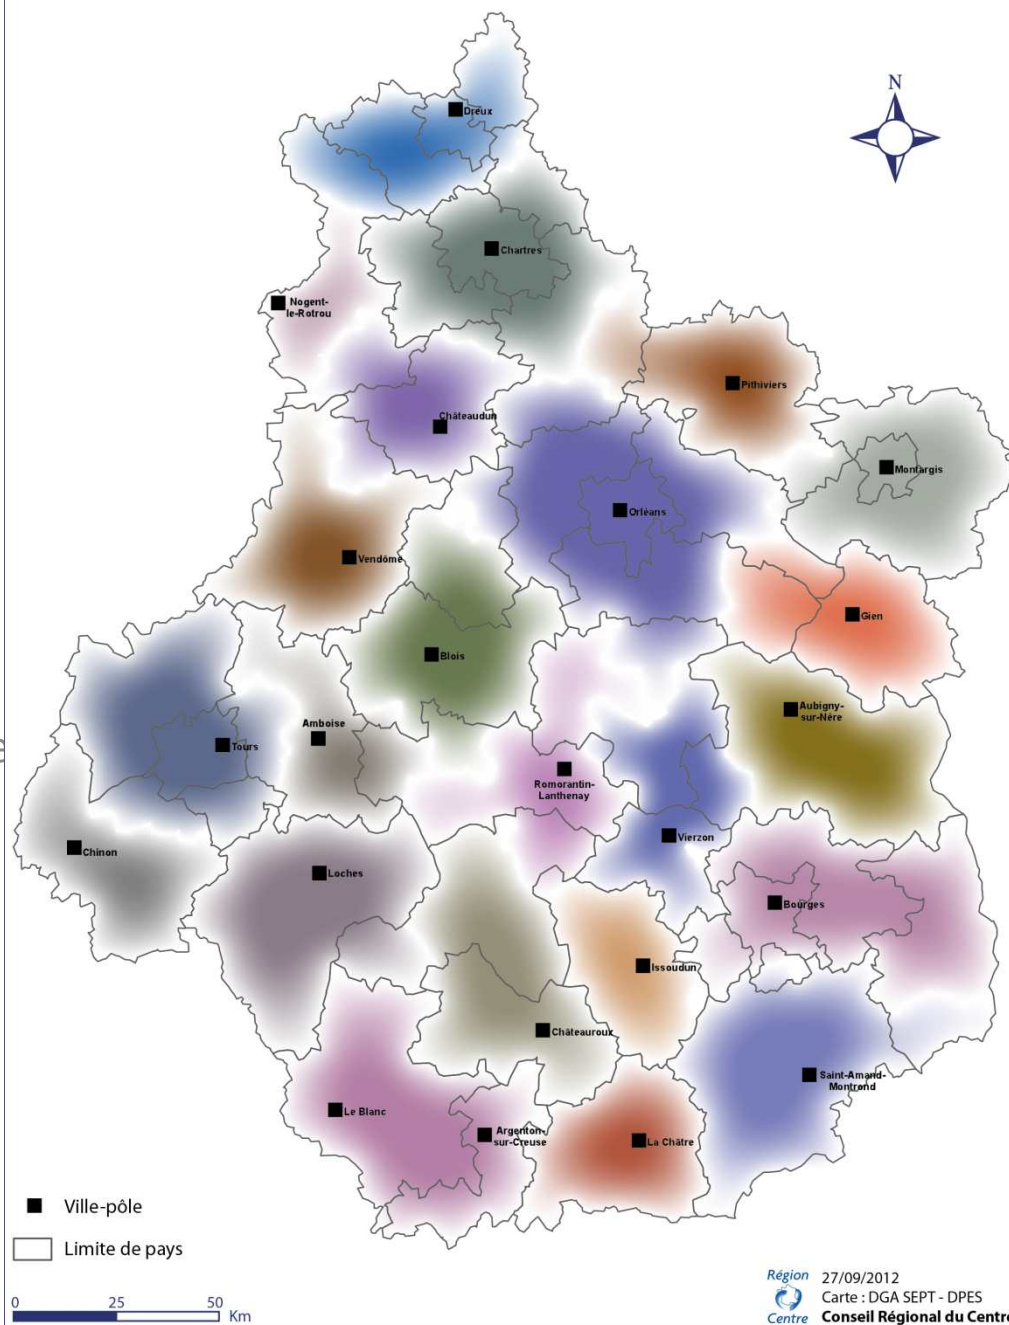 N
Dreux
Chartres
Nogent-
le-Rotrou
Pithiviers
Châteaudun
Montargis
Orléans
Vendôme
Gien
Blois
Aubigny-
sur-Nère
Amboise
Tours
Romorantin-
Lanthenay
Vierzon
Chinon
Loches
Bourges
Issoudun
Châteauroux
Saint-Amand-
Montrond
Le Blanc
Argenton-
sur-Creuse
La Châtre
Ville-pôle
Limite de pays
0 25 50 Km
Région
Centre
27/09/2012
Carte : DGA SEPT - DPES
Conseil Régional du Centre